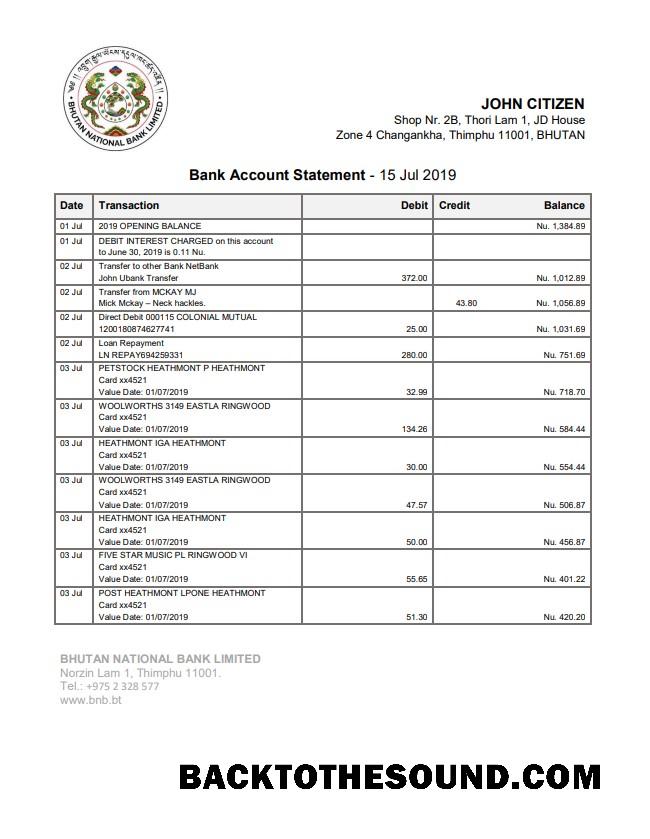 BHUTAN NATIONAL BANK LIMITED
JOHN CITIZEN
Shop Nr. 2B, Thori Lam 1, JD House
Zone 4 Changankha, Thimphu 11001, BHUTAN
Bank Account Statement - 15 Jul 2019
Date Transaction Debit Credit Balance
01 Jul 2019 OPENING BALANCE Nu. 1,384.89
01 Jul DEBIT INTEREST CHARGED on this account
to June 30, 2019 is 0.11 Nu.
02 Jul Transfer to other Bank NetBank
John Ubank Transfer 372.00 Nu. 1,012.89
02 Jul Transfer from MCKAY MJ
Mick Mckay – Neck hackles. 43.80 Nu. 1,056.89
02 Jul Direct Debit 000115 COLONIAL MUTUAL
1200180874627741 25.00 Nu. 1,031.69
02 Jul Loan Repayment
LN REPAY694259331 280.00 Nu. 751.69
03 Jul PETSTOCK HEATHMONT P HEATHMONT
Card xx4521
Value Date: 01/07/2019 32.99 Nu. 718.70
03 Jul WOOLWORTHS 3149 EASTLA RINGWOOD
Card xx4521
Value Date: 01/07/2019 134.26 Nu. 584.44
03 Jul HEATHMONT IGA HEATHMONT
Card xx4521
Value Date: 01/07/2019 30.00 Nu. 554.44
03 Jul WOOLWORTHS 3149 EASTLA RINGWOOD
Card xx4521
Value Date: 01/07/2019 47.57 Nu. 506.87
03 Jul HEATHMONT IGA HEATHMONT
Card xx4521
Value Date: 01/07/2019 50.00 Nu. 456.87
03 Jul FIVE STAR MUSIC PL RINGWOOD VI
Card xx4521
Value Date: 01/07/2019 55.65 Nu. 401.22
03 Jul POST HEATHMONT LPONE HEATHMONT
Card xx4521
Value Date: 01/07/2019 51.30 Nu. 420.20
BHUTAN NATIONAL BANK LIMITED
Norzin Lam 1, Thimphu 11001.
Tel.: +975 2 328 577
www.bnb.bt
BACKTOTHESOUND.COM